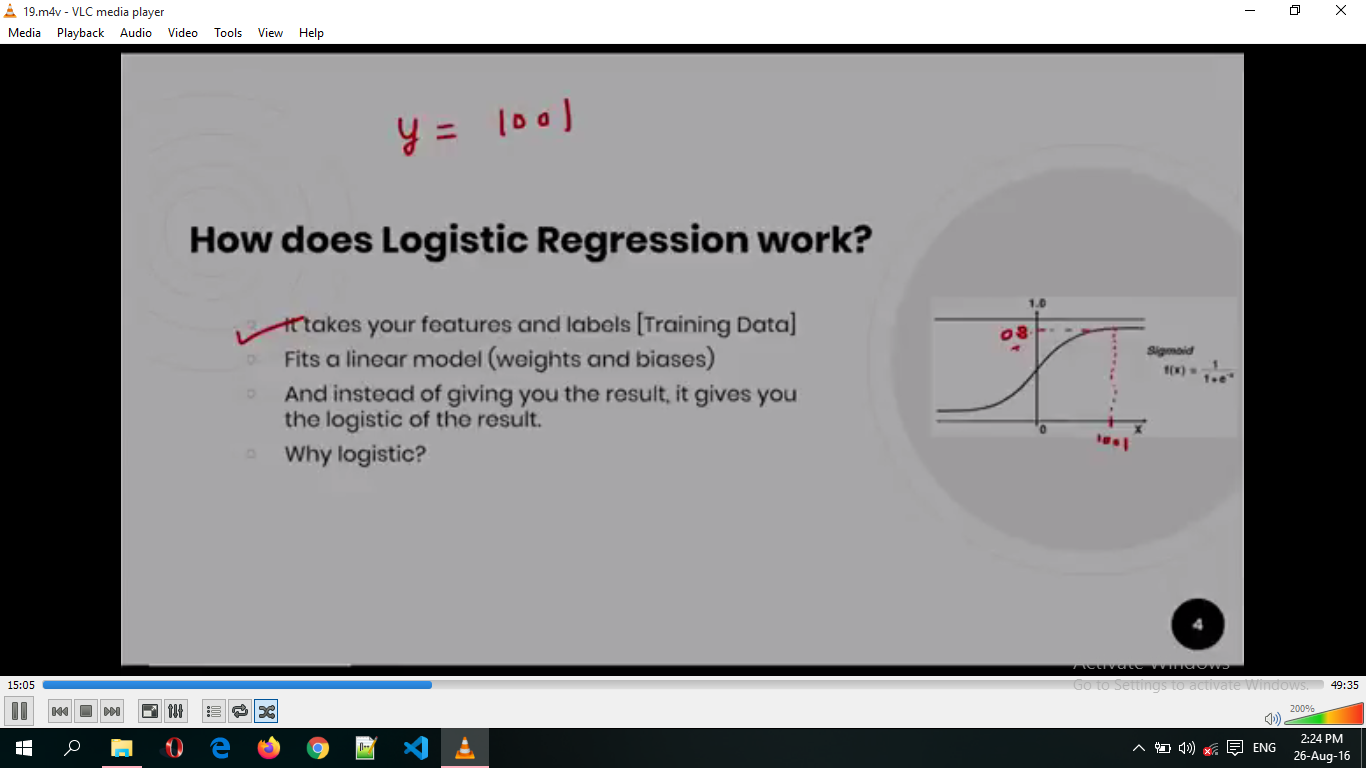 19.m4v - VLC media player
Media Playback Audio Video Tools View Help
y = 1001
How does Logistic Regression work?
It takes your features and labels [Training Data]
Fits a linear model (weights and biases)
And instead of giving you the result, it gives you
the logistic of the result.
Why logistic?
1.0
08
Sigmoid
f(x) = 1
1+e^-x
0
x
1001
4
Activate Windows
Go to Settings to activate Windows.
15:05
49:35
200%
ENG
2:24 PM
26-Aug-16